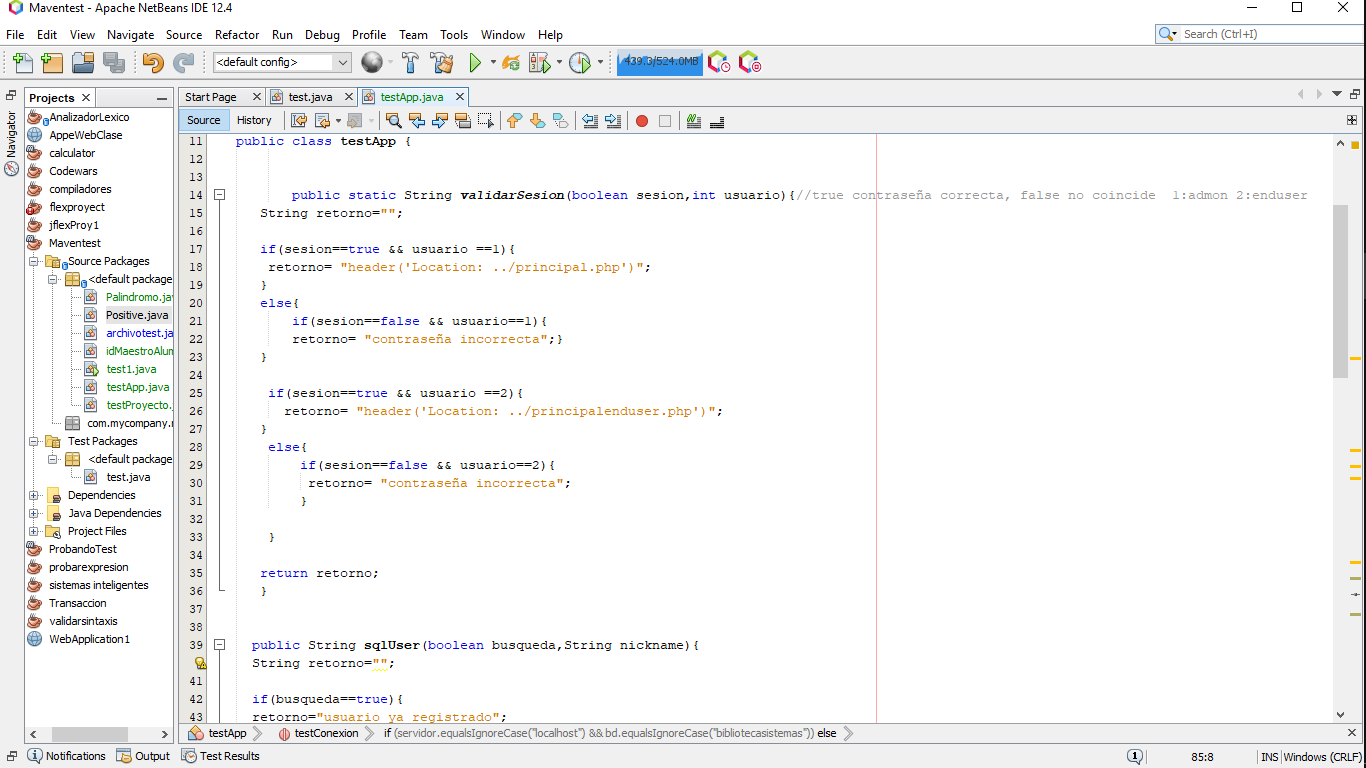 Maventest - Apache NetBeans IDE 12.4
File Edit View Navigate Source Refactor Run Debug Profile Team Tools Window Help
Search (Ctrl+I)
<default config>
439.3/524.0MB
Projects
Start Page
test.java
testApp.java
Navigator
Source
History
AnalizadorLexico
AppeWebClase
calculator
Codewars
compiladores
flexproyect
jflexProy1
Maventest
Source Packages
<default package
Palindromo.jav
Positive.java
archivotest.ja
idMaestroAlum
test1.java
testApp.java
testProyecto.
com.mycompany.
Test Packages
<default package
test.java
Dependencies
Java Dependencies
Project Files
ProbandoTest
probarexpresion
sistemas inteligentes
Transaccion
validarsintaxis
WebApplication1
11 public class testApp {
12
13
14 public static String validarSesion(boolean sesion,int usuario){//true contraseña correcta, false no coincide 1:admon 2:enduser
15 String retorno="";
16
17 if(sesion==true && usuario ==1){
18 retorno= "header('Location: ../principal.php')";
19 }
20 else{
21 if(sesion==false && usuario==1){
22 retorno= "contraseña incorrecta";}
23 }
24
25 if(sesion==true && usuario ==2){
26 retorno= "header('Location: ../principalenduser.php')";
27 }
28 else{
29 if(sesion==false && usuario==2){
30 retorno= "contraseña incorrecta";
31 }
32
33 }
34
35 return retorno;
36 }
37
38
39 public String sqlUser(boolean busqueda,String nickname){
String retorno="";
41
42 if(busqueda==true){
43 retorno="usuario ya registrado";
testApp
testConexion
if (servidor.equalsIgnoreCase("localhost") && bd.equalsIgnoreCase("bibliotecasistemas")) else
Notifications
Output
Test Results
1
85:8
INS
Windows (CRLF)